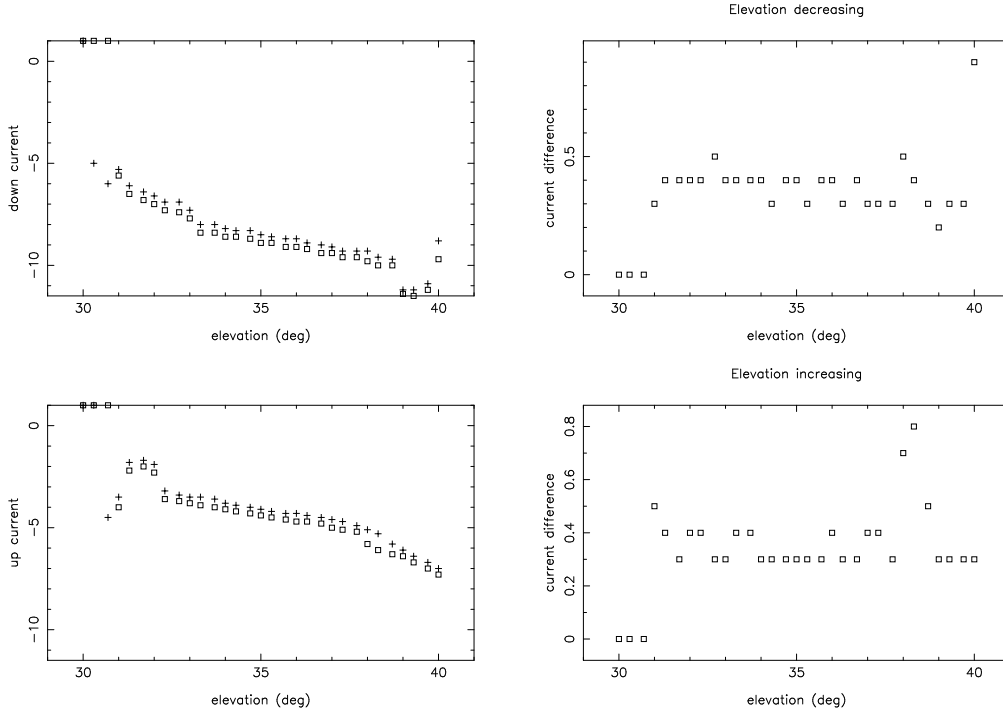 Elevation decreasing
0
−5
−10
down current
30
35
40
elevation (deg)
0.5
0
current difference
30
35
40
elevation (deg)
Elevation increasing
0
−5
−10
up current
30
35
40
elevation (deg)
0.8
0.6
0.4
0.2
0
current difference
30
35
40
elevation (deg)